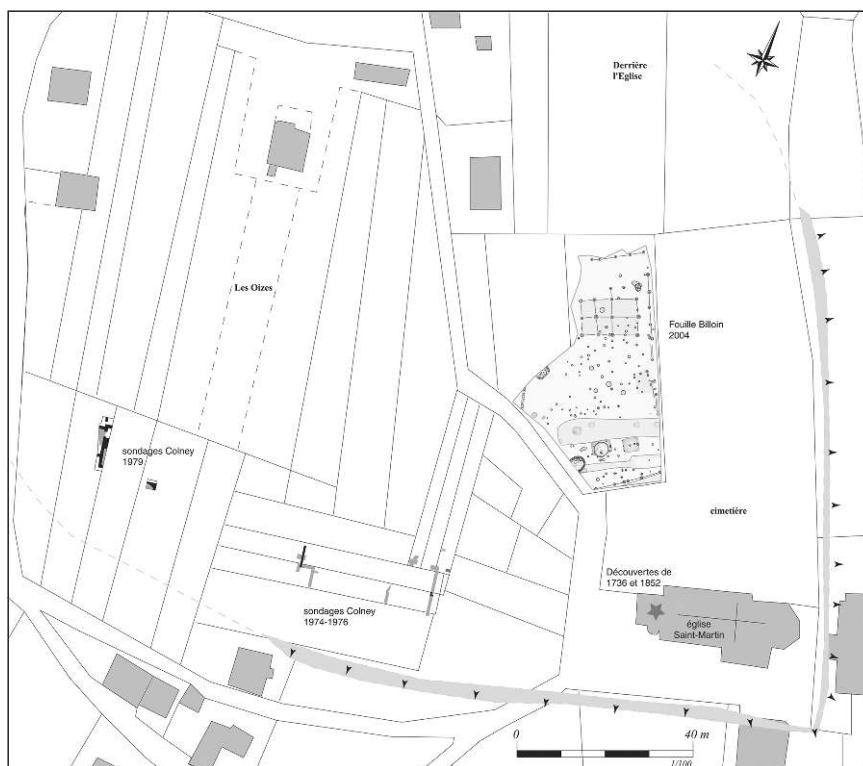 Derrière
l'Eglise
Les Oizes
Fouille Billoin
2004
sondages Colney
1979
cimetière
Découvertes de
1736 et 1852
sondages Colney
1974-1976
église
Saint-Martin
0 40 m
1/100